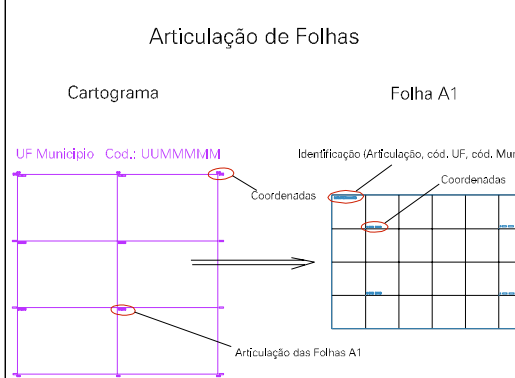 Articulação de Folhas
Cartograma
Folha A1
UF Municipio Cod.: UUMMMMM
Identificação (Articulação, cód. UF, cód. Mun
Coordenadas
Coordenadas
Articulação das Folhas A1